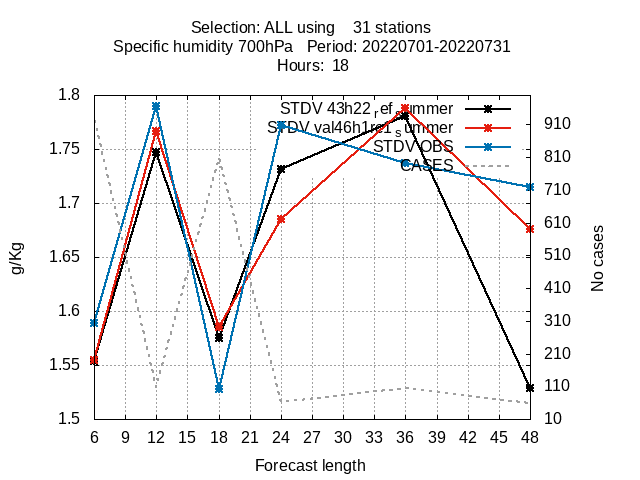 Selection: ALL using    31 stations
Specific humidity 700hPa   Period: 20220701-20220731
Hours:  18
STDV 43h22_ref
STDV
STDV OBS
CASES
1.8
1.75
1.7
1.65
1.6
1.55
1.5
g/Kg
910
810
710
610
510
410
310
210
110
10
No cases
6 9 12 15 18 21 24 27 30 33 36 39 42 45 48
Forecast length